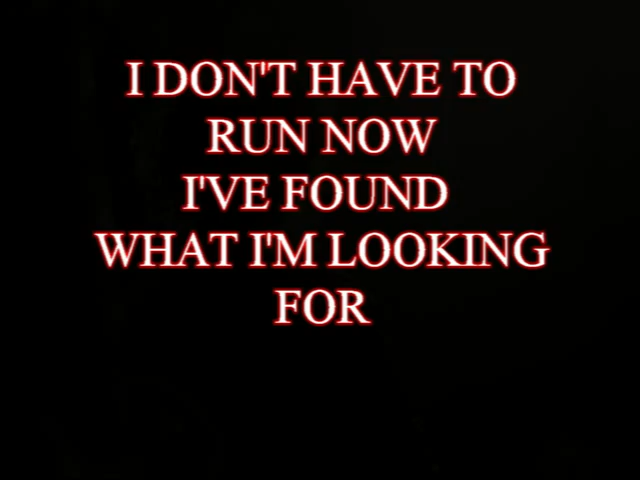 I DON'T HAVE TO
RUN NOW
I'VE FOUND
WHAT I'M LOOKING
FOR